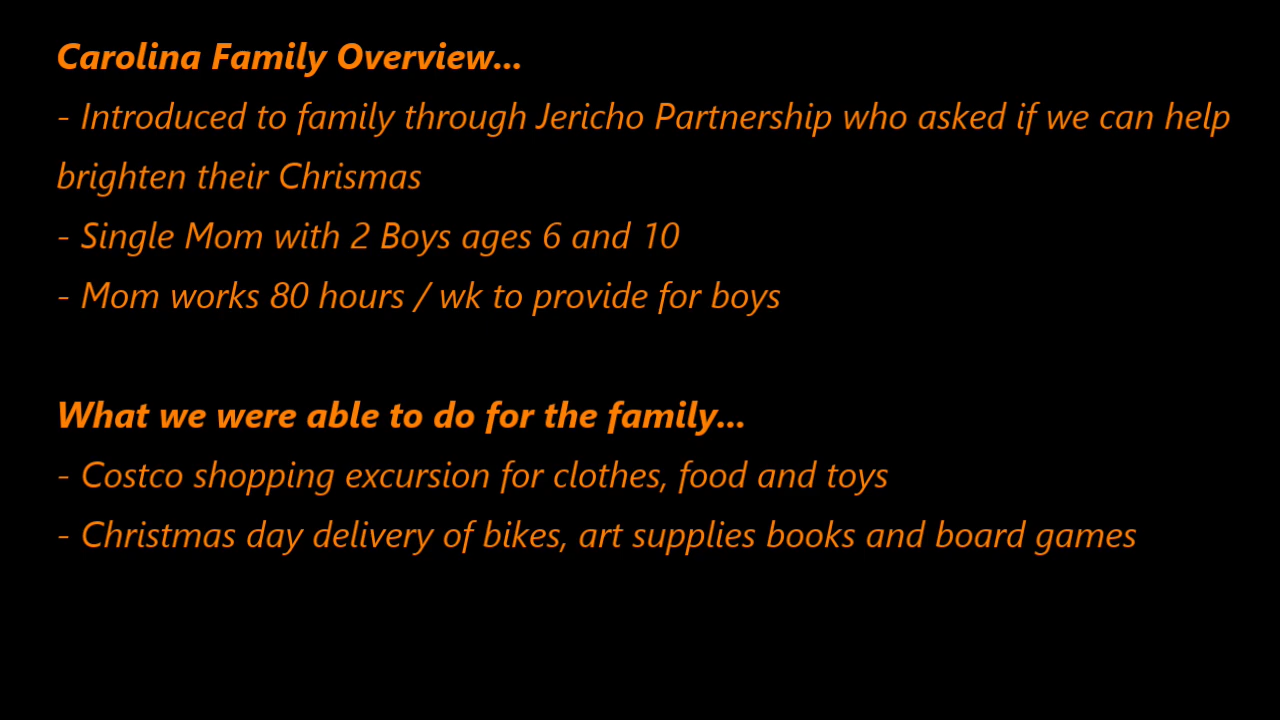 Carolina Family Overview...
- Introduced to family through Jericho Partnership who asked if we can help
brighten their Chrismas
- Single Mom with 2 Boys ages 6 and 10
- Mom works 80 hours / wk to provide for boys
What we were able to do for the family...
- Costco shopping excursion for clothes, food and toys
- Christmas day delivery of bikes, art supplies books and board games